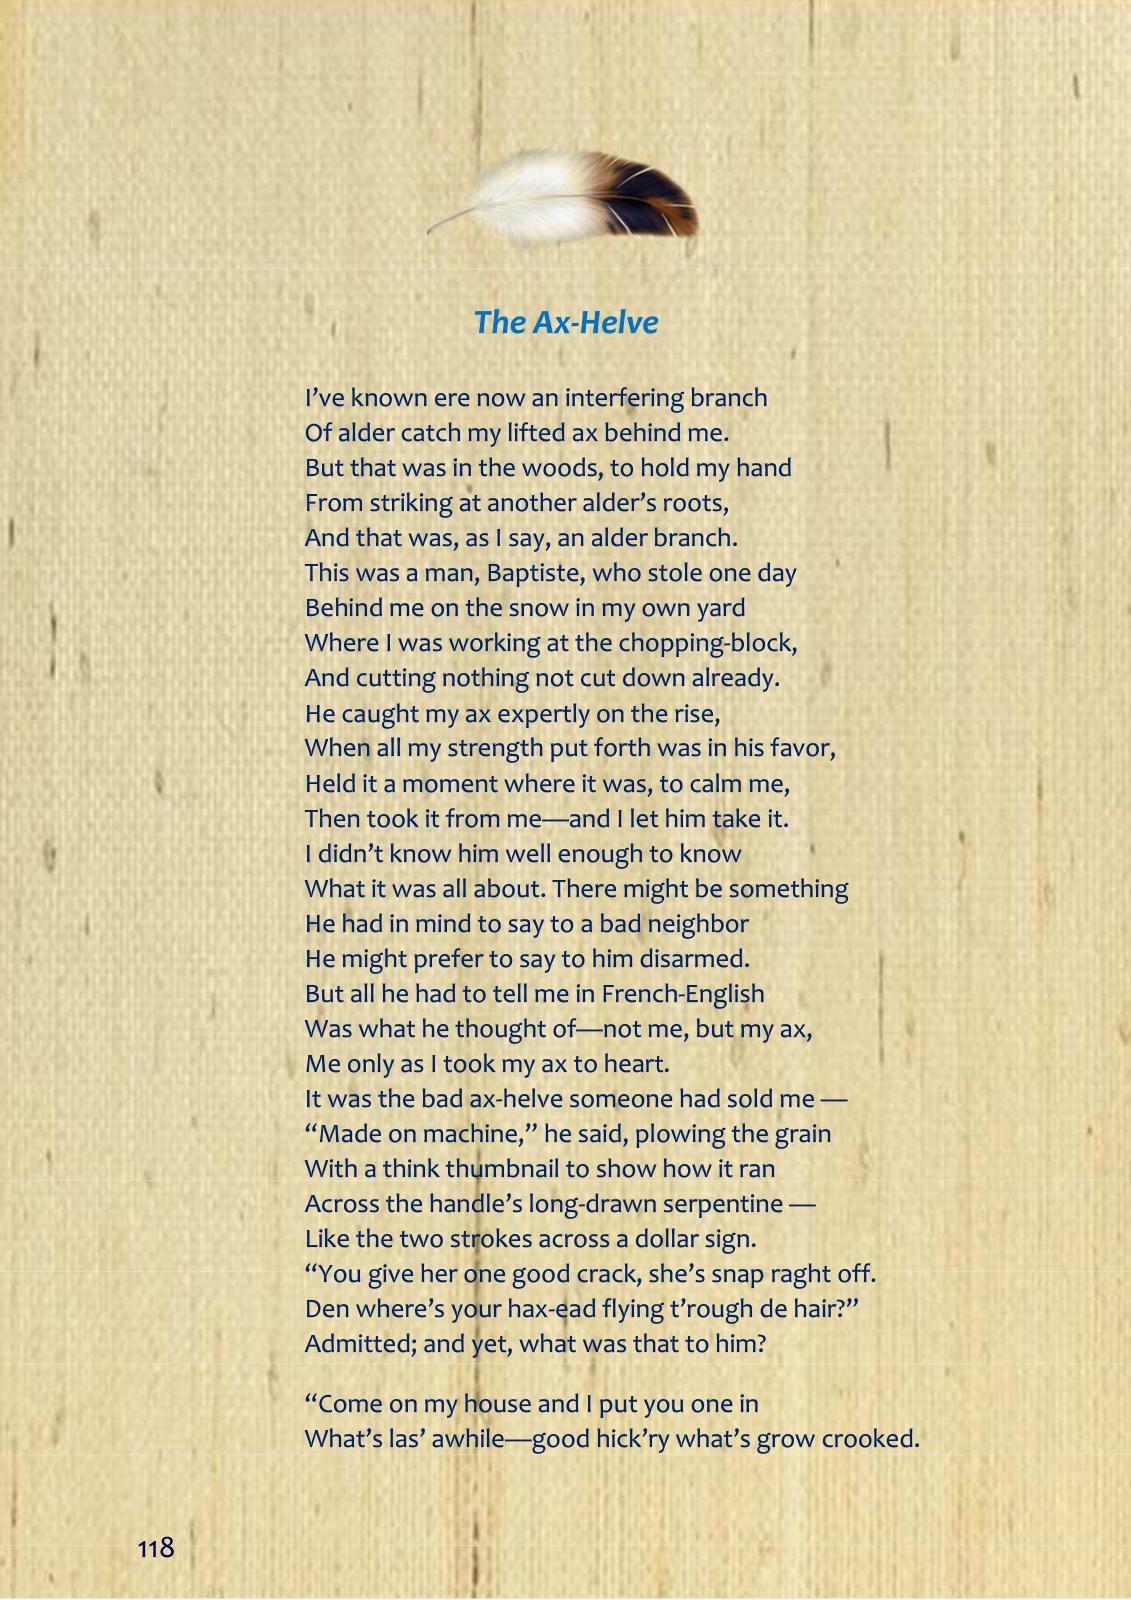 The Ax-Helve
I’ve known ere now an interfering branch
Of alder catch my lifted ax behind me.
But that was in the woods, to hold my hand
From striking at another alder’s roots,
And that was, as I say, an alder branch.
This was a man, Baptiste, who stole one day
Behind me on the snow in my own yard
Where I was working at the chopping-block,
And cutting nothing not cut down already.
He caught my ax expertly on the rise,
When all my strength put forth was in his favor,
Held it a moment where it was, to calm me,
Then took it from me—and I let him take it.
I didn’t know him well enough to know
What it was all about. There might be something
He had in mind to say to a bad neighbor
He might prefer to say to him disarmed.
But all he had to tell me in French-English
Was what he thought of—not me, but my ax,
Me only as I took my ax to heart.
It was the bad ax-helve someone had sold me —
“Made on machine,” he said, plowing the grain
With a think thumbnail to show how it ran
Across the handle’s long-drawn serpentine —
Like the two strokes across a dollar sign.
“You give her one good crack, she’s snap raght off.
Den where’s your hax-ead flying t’rough de hair?”
Admitted; and yet, what was that to him?
“Come on my house and I put you one in
What’s las’ awhile—good hick’ry what’s grow crooked.
118